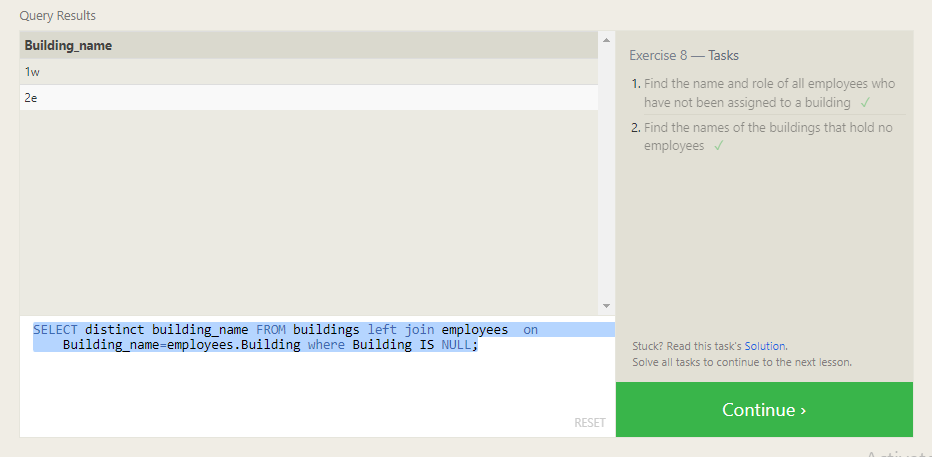 Query Results
Building_name
1w
2e
SELECT distinct building_name FROM buildings left join employees  on
Building_name=employees.Building where Building IS NULL;
RESET
Exercise 8 — Tasks
1. Find the name and role of all employees who
have not been assigned to a building ✓
2. Find the names of the buildings that hold no
employees ✓
Stuck? Read this task's Solution.
Solve all tasks to continue to the next lesson.
Continue ›